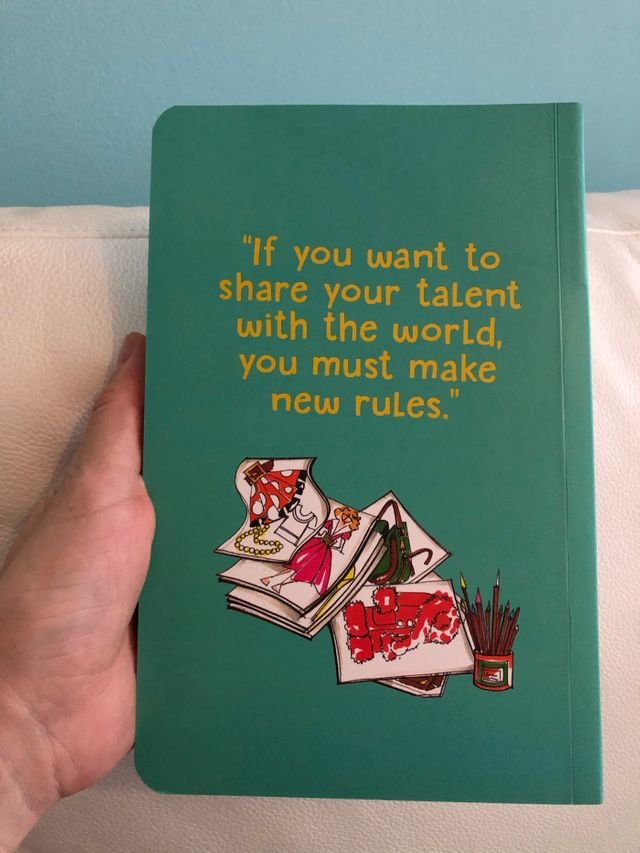 "If you want to
share your talent
with the world,
you must make
new rules."